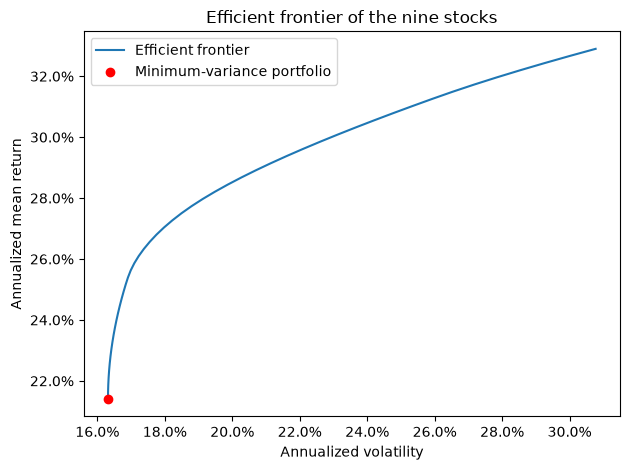 Efficient frontier of the nine stocks
Efficient frontier
Minimum-variance portfolio
Annualized mean return
32.0%
30.0%
28.0%
26.0%
24.0%
22.0%
16.0% 18.0% 20.0% 22.0% 24.0% 26.0% 28.0% 30.0%
Annualized volatility